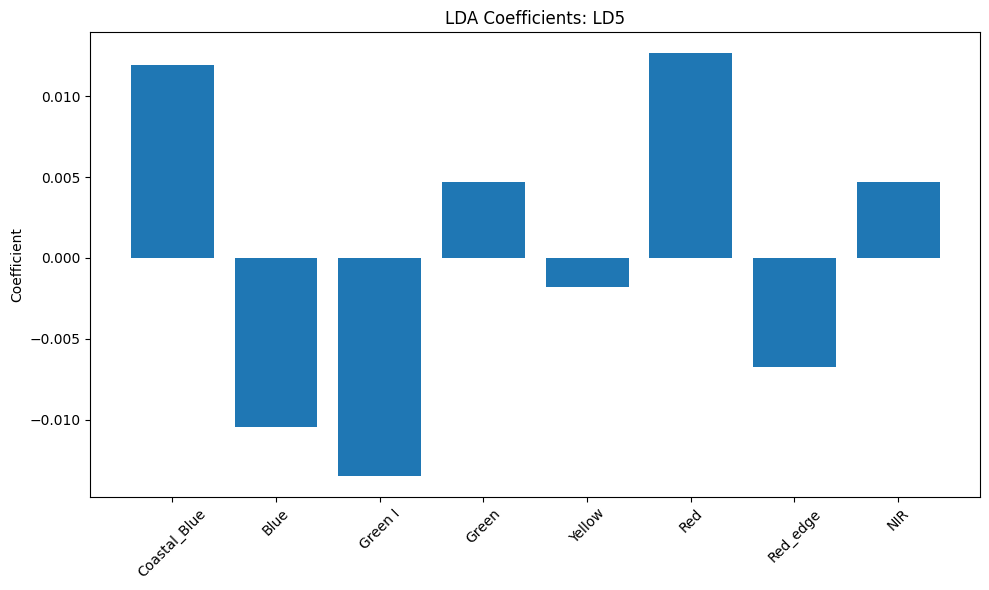 LDA Coefficients: LD5
Coefficient
0.010
0.005
0.000
−0.005
−0.010
Coastal_Blue
Blue
Green I
Green
Yellow
Red
Red_edge
NIR